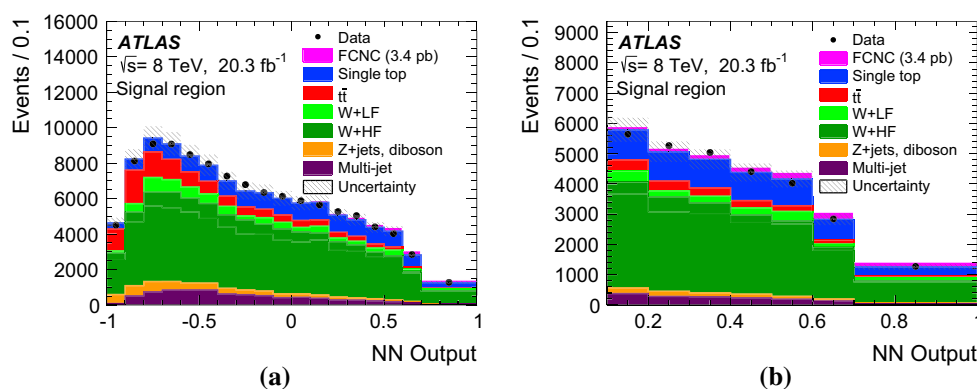 Events / 0.1
16000
14000
12000
10000
8000
6000
4000
2000
0
ATLAS
√s= 8 TeV, 20.3 fb⁻¹
Signal region
Data
FCNC (3.4 pb)
Single top
tt̄
W+LF
W+HF
Z+jets, diboson
Multi-jet
Uncertainty
-1 -0.5 0 0.5 1
NN Output
(a)
Events / 0.1
9000
8000
7000
6000
5000
4000
3000
2000
1000
0
ATLAS
√s= 8 TeV, 20.3 fb⁻¹
Signal region
Data
FCNC (3.4 pb)
Single top
tt̄
W+LF
W+HF
Z+jets, diboson
Multi-jet
Uncertainty
0.2 0.4 0.6 0.8 1
NN Output
(b)